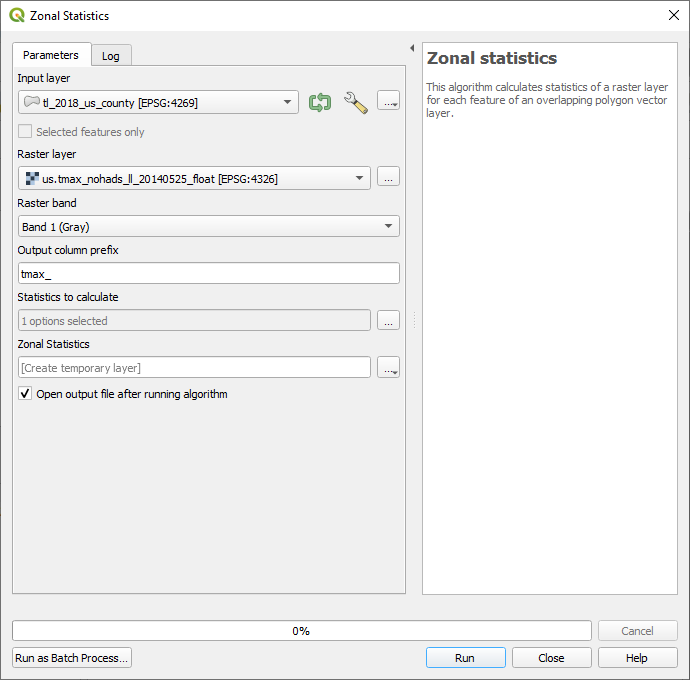 Zonal Statistics
Parameters
Log
Input layer
tl_2018_us_county [EPSG:4269]
...
Selected features only
Raster layer
us.tmax_nohads_ll_20140525_float [EPSG:4326]
...
Raster band
Band 1 (Gray)
Output column prefix
tmax_
Statistics to calculate
1 options selected
...
Zonal Statistics
[Create temporary layer]
...
Open output file after running algorithm
Zonal statistics
This algorithm calculates statistics of a raster layer
for each feature of an overlapping polygon vector
layer.
0%
Cancel
Run as Batch Process...
Run
Close
Help